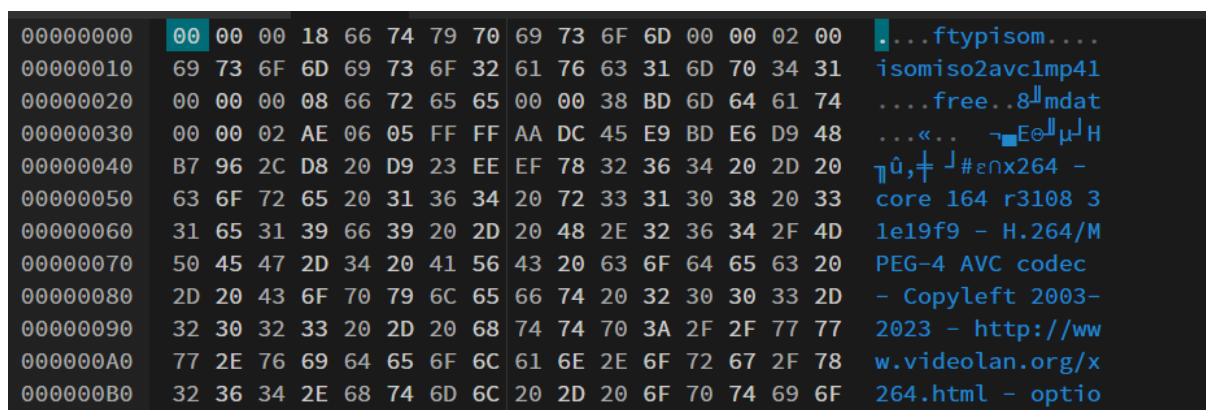 00000000 00 00 00 18 66 74 79 70 69 73 6F 6D 00 00 02 00 ....ftypisom....
00000010 69 73 6F 6D 69 73 6F 32 61 76 63 31 6D 70 34 31 isomiso2avc1mp41
00000020 00 00 00 08 66 72 65 65 00 00 38 BD 6D 64 61 74 ....free..8╜mdat
00000030 00 00 02 AE 06 05 FF FF AA DC 45 E9 BD E6 D9 48 ...«.. ¬▄EΘ╜µ┘H
00000040 B7 96 2C D8 20 D9 23 EE EF 78 32 36 34 20 2D 20 ╖û,╪ ┘#ε∩x264 -
00000050 63 6F 72 65 20 31 36 34 20 72 33 31 30 38 20 33 core 164 r3108 3
00000060 31 65 31 39 66 39 20 2D 20 48 2E 32 36 34 2F 4D 1e19f9 - H.264/M
00000070 50 45 47 2D 34 20 41 56 43 20 63 6F 64 65 63 20 PEG-4 AVC codec
00000080 2D 20 43 6F 70 79 6C 65 66 74 20 32 30 30 33 2D - Copyleft 2003-
00000090 32 30 32 33 20 2D 20 68 74 74 70 3A 2F 2F 77 77 2023 - http://ww
000000A0 77 2E 76 69 64 65 6F 6C 61 6E 2E 6F 72 67 2F 78 w.videolan.org/x
000000B0 32 36 34 2E 68 74 6D 6C 20 2D 20 6F 70 74 69 6F 264.html - optio